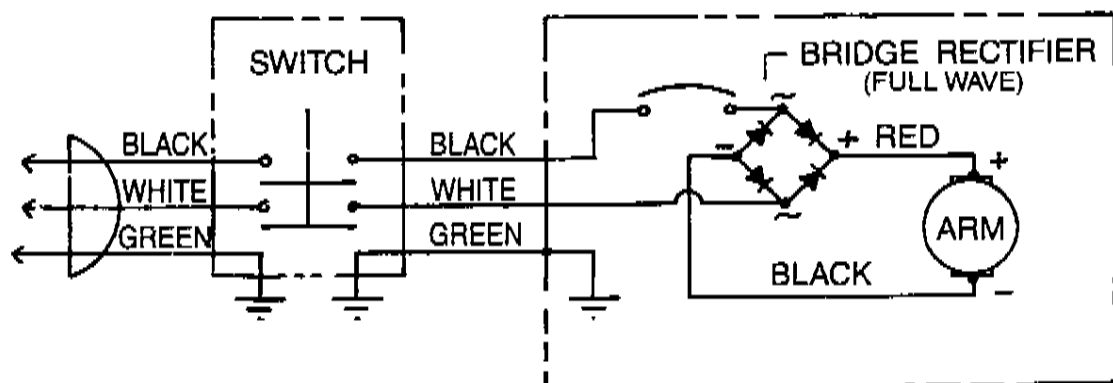 SWITCH
BRIDGE RECTIFIER
(FULL WAVE)
~
BLACK
BLACK
-
+
RED
+
WHITE
WHITE
~
ARM
GREEN
GREEN
BLACK
-